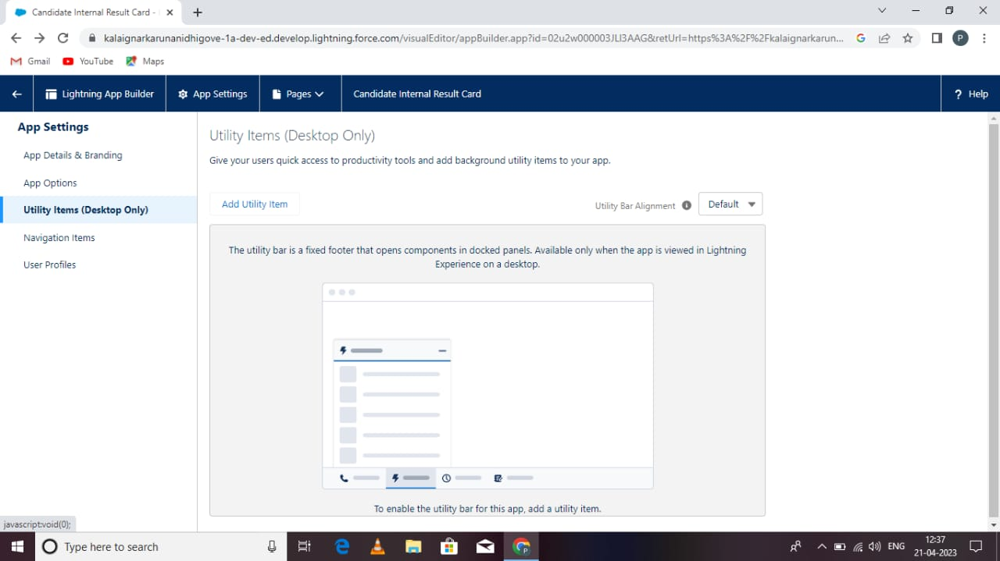 Candidate Internal Result Card -
kalaignarkarunanidhigove-1a-dev-ed.develop.lightning.force.com/visualEditor/appBuilder.app?id=02u2w000003JLI3AAG&retUrl=https%3A%2F%2Fkalaignarkarun...
P
Gmail YouTube Maps
Lightning App Builder App Settings Pages Candidate Internal Result Card ? Help
App Settings
App Details & Branding
App Options
Utility Items (Desktop Only)
Navigation Items
User Profiles
Utility Items (Desktop Only)
Give your users quick access to productivity tools and add background utility items to your app.
Add Utility Item
Utility Bar Alignment Default
The utility bar is a fixed footer that opens components in docked panels. Available only when the app is viewed in Lightning
Experience on a desktop.
To enable the utility bar for this app, add a utility item.
javascript:void(0);
Type here to search
P
ENG
12:37
21-04-2023